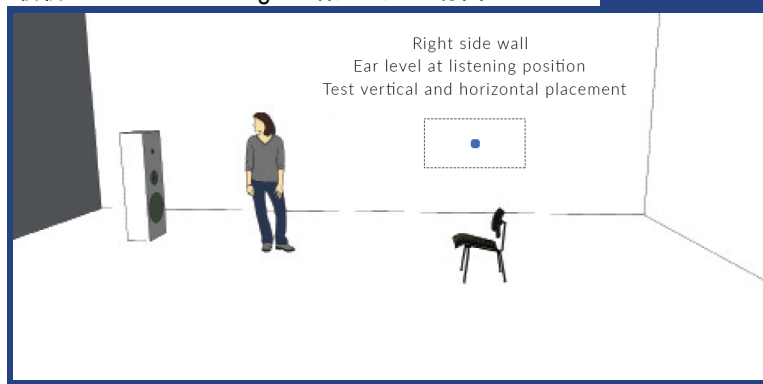 Right side wall
Ear level at listening position
Test vertical and horizontal placement